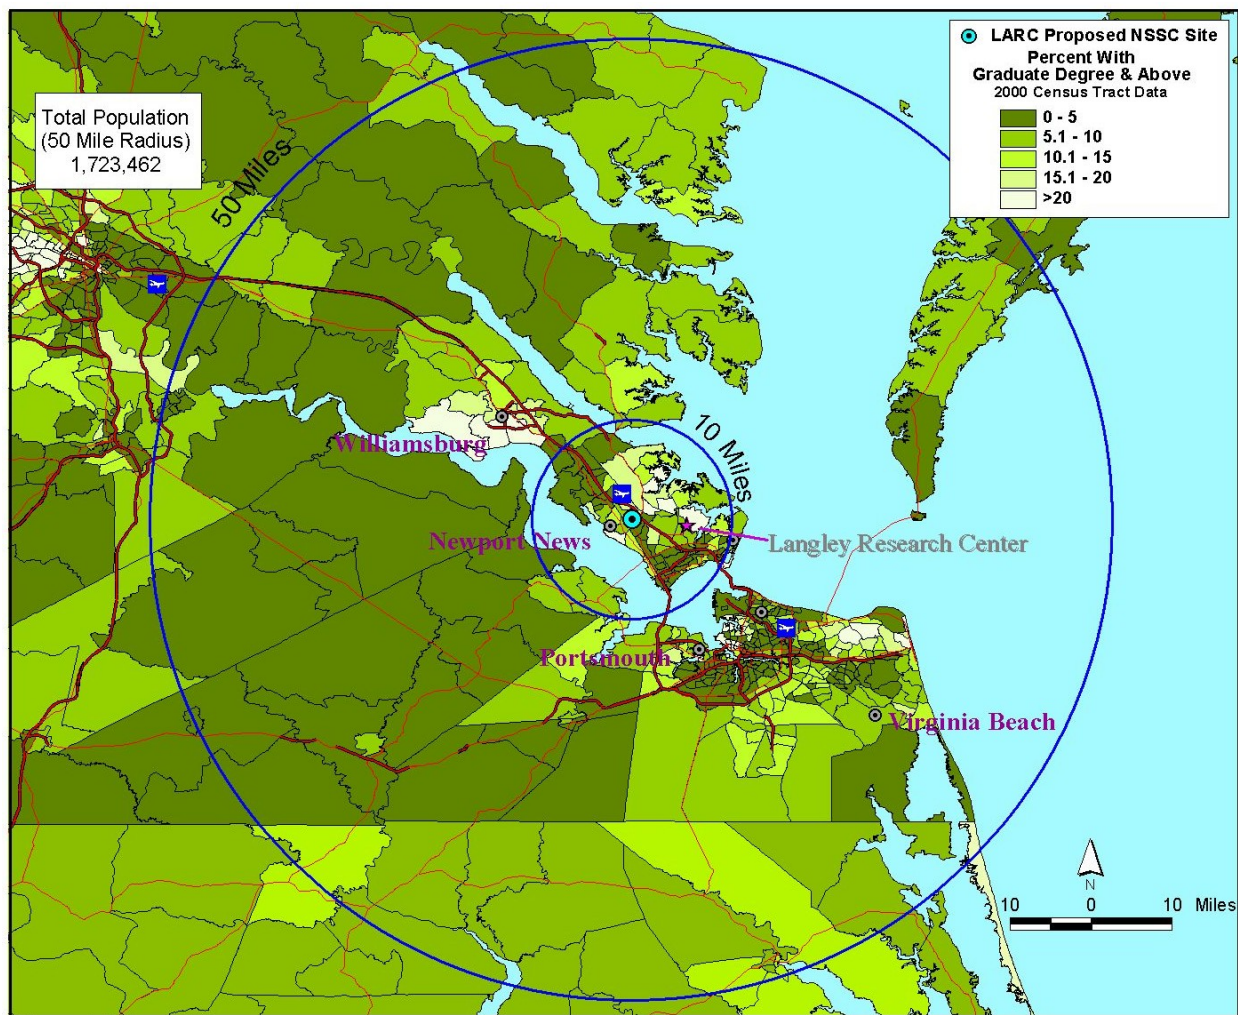 LARC Proposed NSSC Site
Percent With
Graduate Degree & Above
2000 Census Tract Data
0 - 5
5.1 - 10
10.1 - 15
15.1 - 20
>20
Total Population
(50 Mile Radius)
1,723,462
50 Miles
10 Miles
Williamsburg
Newport News
Langley Research Center
Portsmouth
Virginia Beach
N
10 0 10 Miles